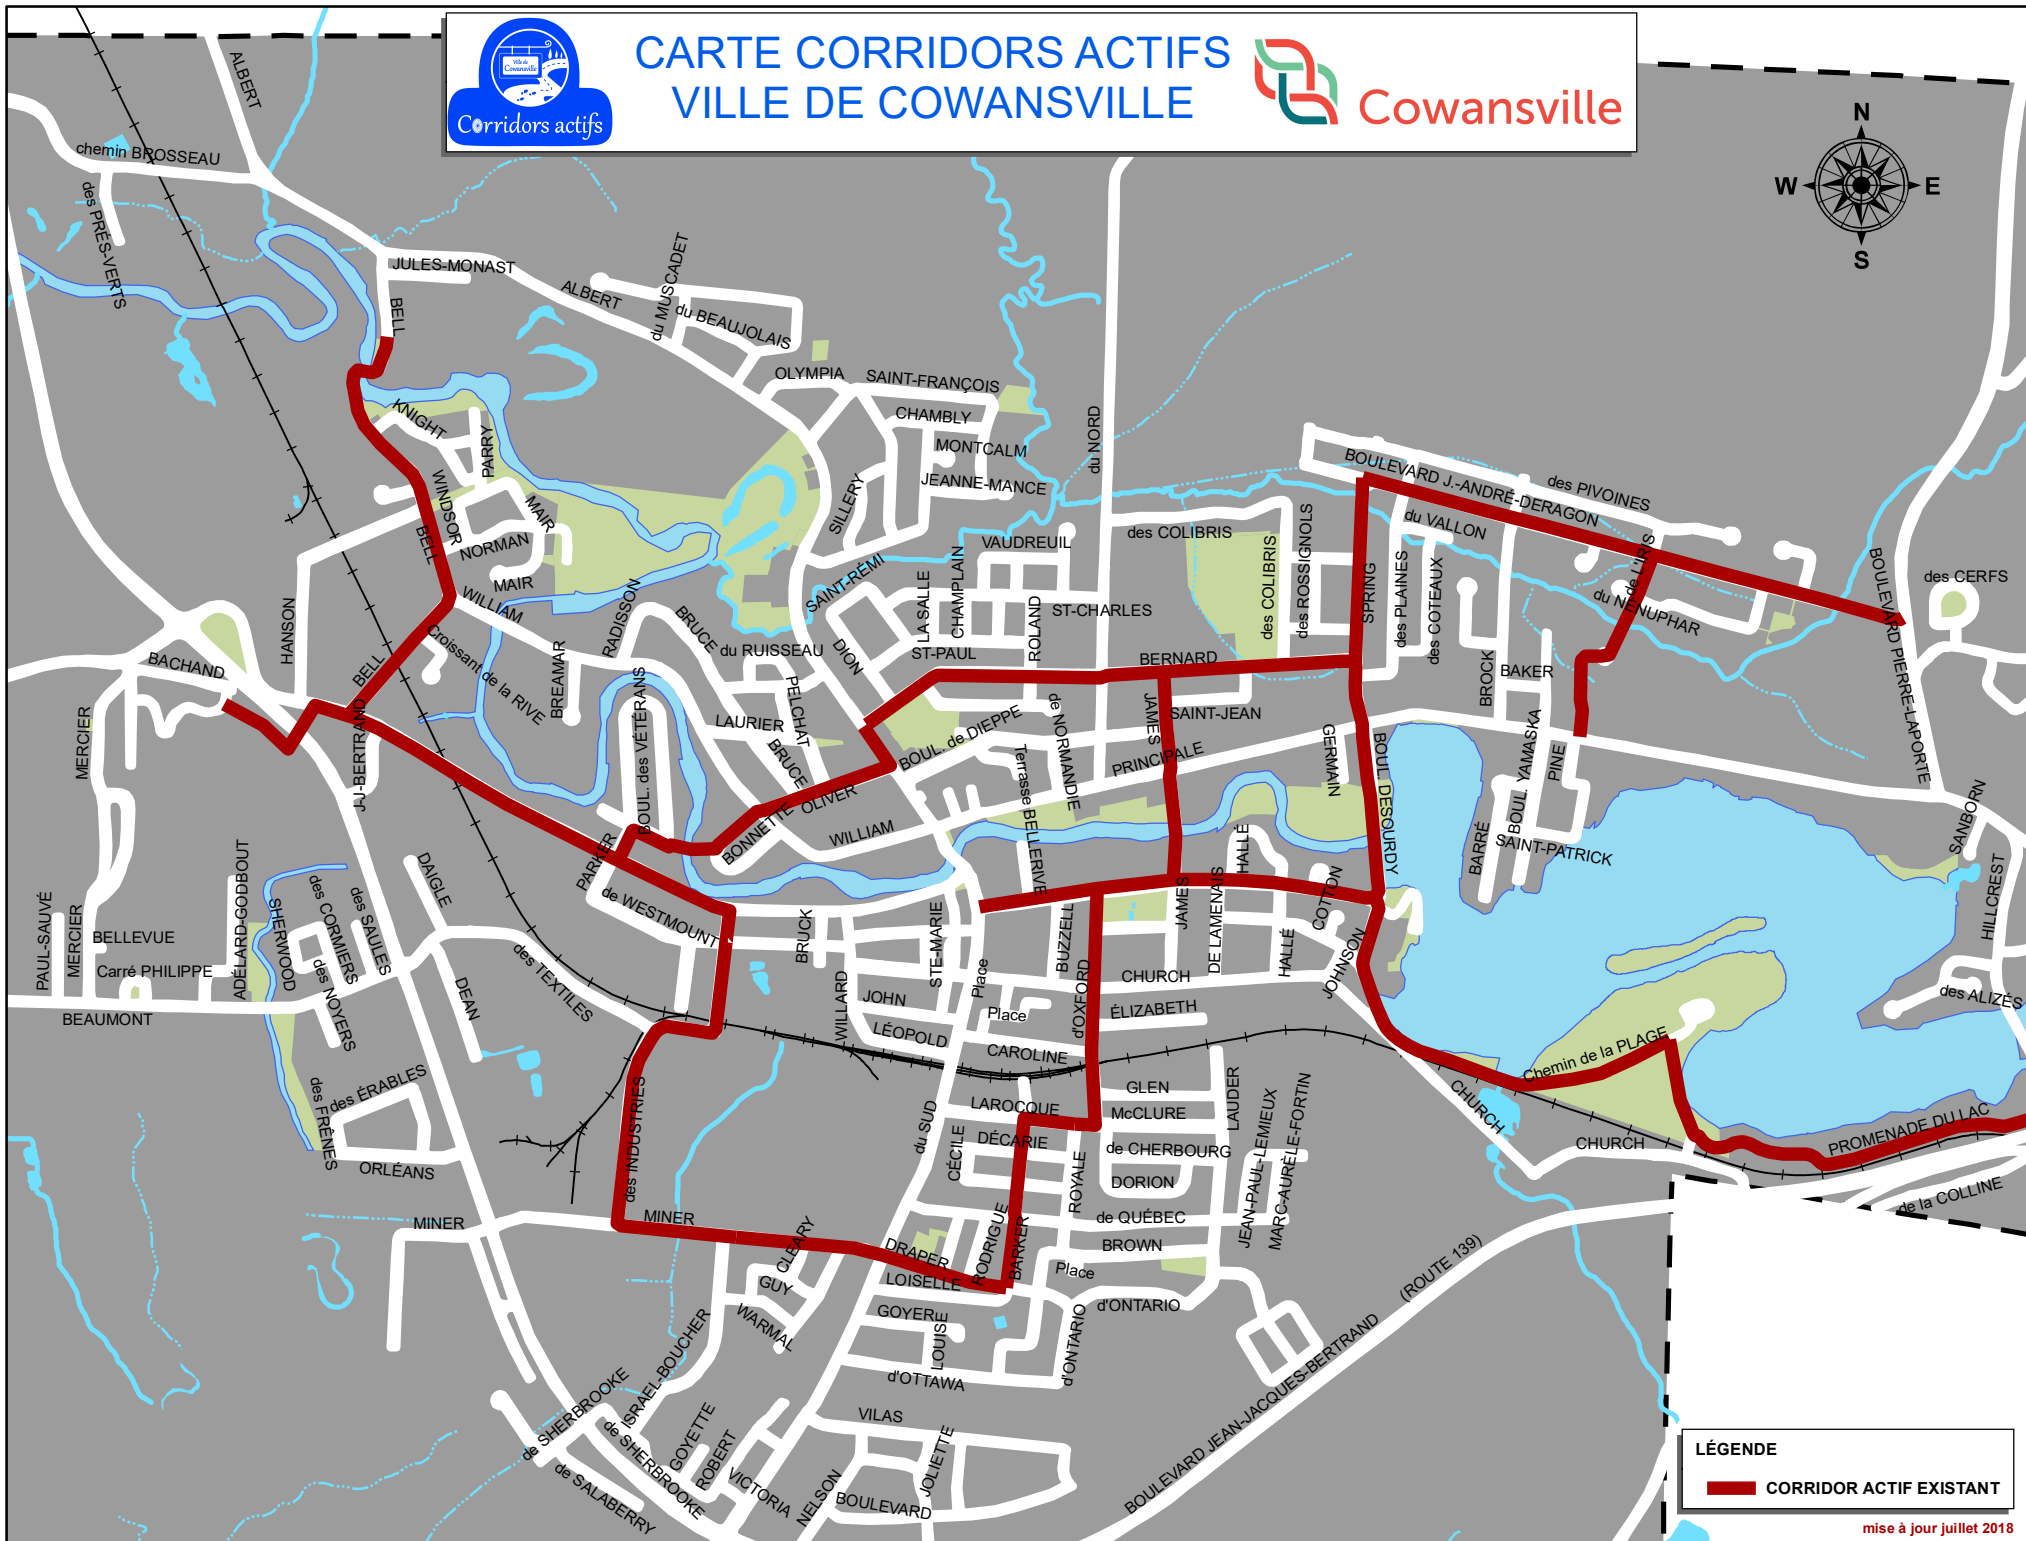 CARTE CORRIDORS ACTIFS
VILLE DE COWANSVILLE
Ville de
Cowansville
Corridors actifs
Cowansville
N
W
E
S
ALBERT
chemin BROSSEAU
des PRÉS-VERTS
JULES-MONAST
BELL
ALBERT
du MUSCADET
du BEAUJOLAIS
OLYMPIA
SAINT-FRANÇOIS
CHAMBLY
MONTCALM
JEANNE-MANCE
SILLERY
du NORD
KNIGHT
PARRY
WINDSOR
MAIR
BELL
NORMAN
MAIR
WILLIAM
BOULEVARD J.-ANDRÉ-DERAGON
des PIVOINES
du VALLON
des COLIBRIS
VAUDREUIL
SAINT-RÉMI
LA SALLE
CHAMPLAIN
ROLAND
ST-CHARLES
des COLIBRIS
des ROSSIGNOLS
SPRING
des PLAINES
des COTEAUX
de L'IRIS
du NÉNUPHAR
BOULEVARD PIERRE-LAPORTE
des CERFS
HANSON
BACHAND
BELL
Croissant de la RIVE
BREAMAR
RADISSON
BRUCE
du RUISSEAU
DION
ST-PAUL
BERNARD
BROCK
BAKER
MERCIER
J-J-BERTRAND
BOUL. des VÉTÉRANS
LAURIER
PELCHAT
BRUCE
BOUL. de DIEPPE
de NORMANDIE
JAMES
SAINT-JEAN
GERMAIN
PRINCIPALE
BOUL. DESOURDY
BOUL. YAMASKA
PINE
Terrasse BELLERIVE
OLIVER
BONNETTE
WILLIAM
PARKER
HALLÉ
BARRÉ
SAINT-PATRICK
SANBORN
HILLCREST
PAUL-SAUVÉ
MERCIER
BELLEVUE
Carré PHILIPPE
ADÉLARD-GODBOUT
SHERWOOD
des CORMIERS
des SAULES
des NOYERS
DAIGLE
de WESTMOUNT
BRUCK
STE-MARIE
BUZZELL
JAMES
DE LAMENAIS
HALLÉ
COTTON
JOHNSON
BEAUMONT
DEAN
des TEXTILES
WILLARD
JOHN
LÉOPOLD
Place
Place
CAROLINE
d'OXFORD
CHURCH
ÉLIZABETH
des ALIZÉS
Chemin de la PLAGE
des ÉRABLES
des FRÊNES
ORLÉANS
des INDUSTRIES
du SUD
LAROCQUE
DÉCARIE
CÉCILE
GLEN
McCLURE
de CHERBOURG
DORION
LAUDER
JEAN-PAUL-LEMIEUX
MARC-AURÈLE-FORTIN
CHURCH
CHURCH
PROMENADE DU LAC
de la COLLINE
MINER
MINER
CLEARY
GUY
WARMAL
DRAPER
LOISELLE
RODRIGUE
BARKER
ROYALE
de QUÉBEC
BROWN
Place
d'ONTARIO
d'ONTARIO
GOYER
LOUISE
d'OTTAWA
ISRAEL-BOUCHER
de SHERBROOKE
de SHERBROOKE
de SALABERRY
GOYETTE
ROBERT
VICTORIA
NELSON
VILAS
JOLIETTE
BOULEVARD
BOULEVARD JEAN-JACQUES-BERTRAND
(ROUTE 139)
LÉGENDE
CORRIDOR ACTIF EXISTANT
mise à jour juillet 2018